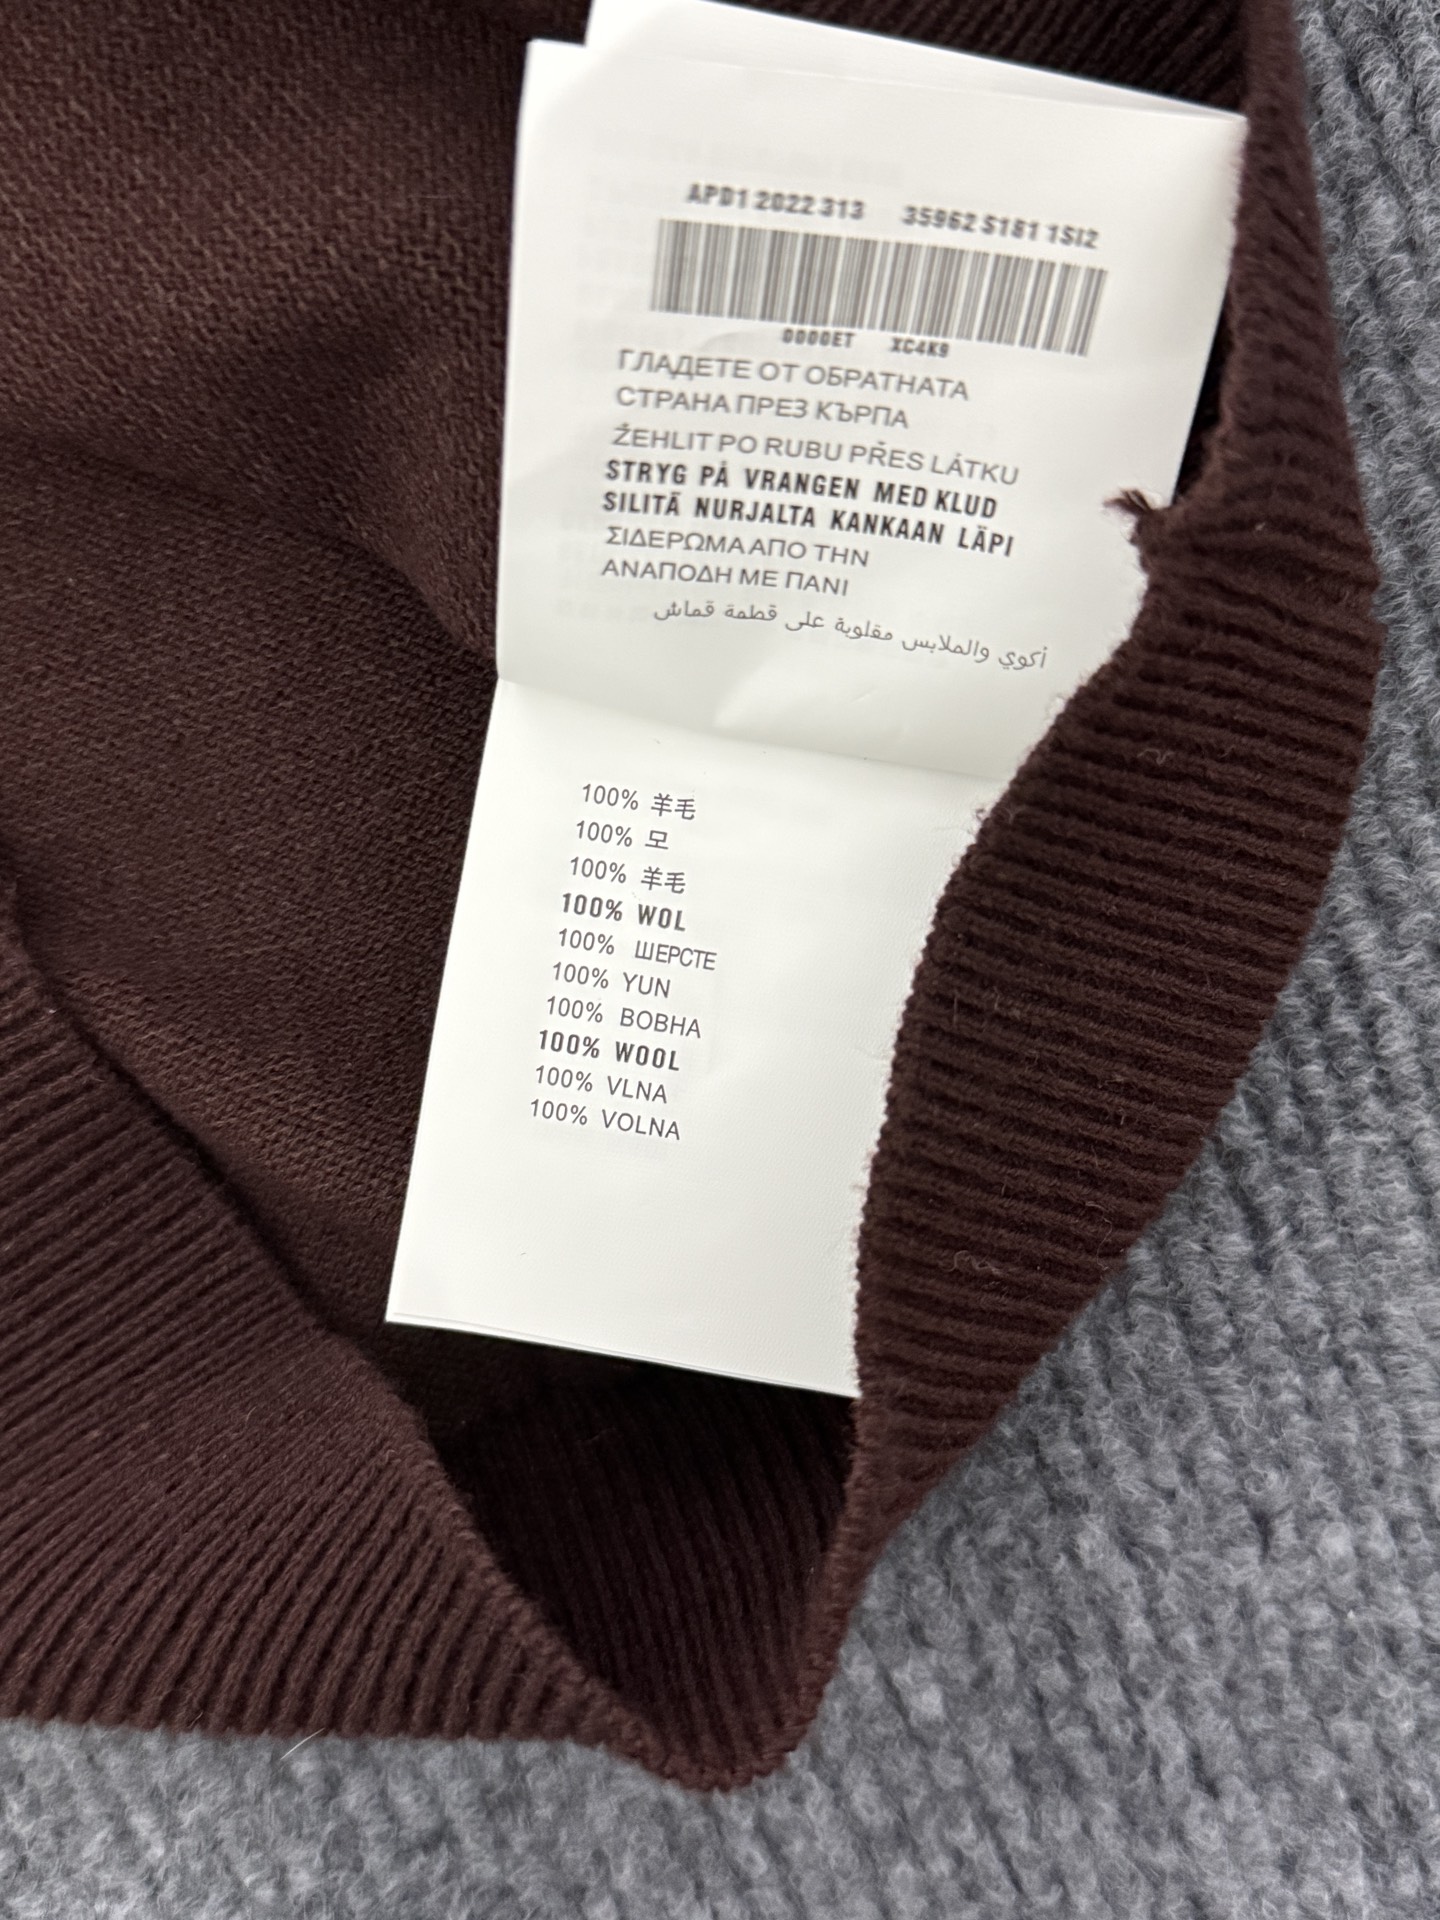 APD1 2022 313 35962 S181 1SI2
0000ET XC4K9
ГЛАДЕТЕ ОТ ОБРАТНАТА
СТРАНА ПРЕЗ КЪРПА
ŽEHLIT PO RUBU PŘES LÁTKU
STRYG PÅ VRANGEN MED KLUD
SILITÄ NURJALTA KANKAAN LÄPI
ΣΙΔΕΡΩΜΑ ΑΠΟ ΤΗΝ
ΑΝΑΠΟΔΗ ΜΕ ΠΑΝΙ
أكوي والملابس مقلوبة على قطمة قماش
100% 羊毛
100% 모
100% 羊毛
100% WOL
100% ШЕРСТЕ
100% YUN
100% BOBHA
100% WOOL
100% VLNA
100% VOLNA